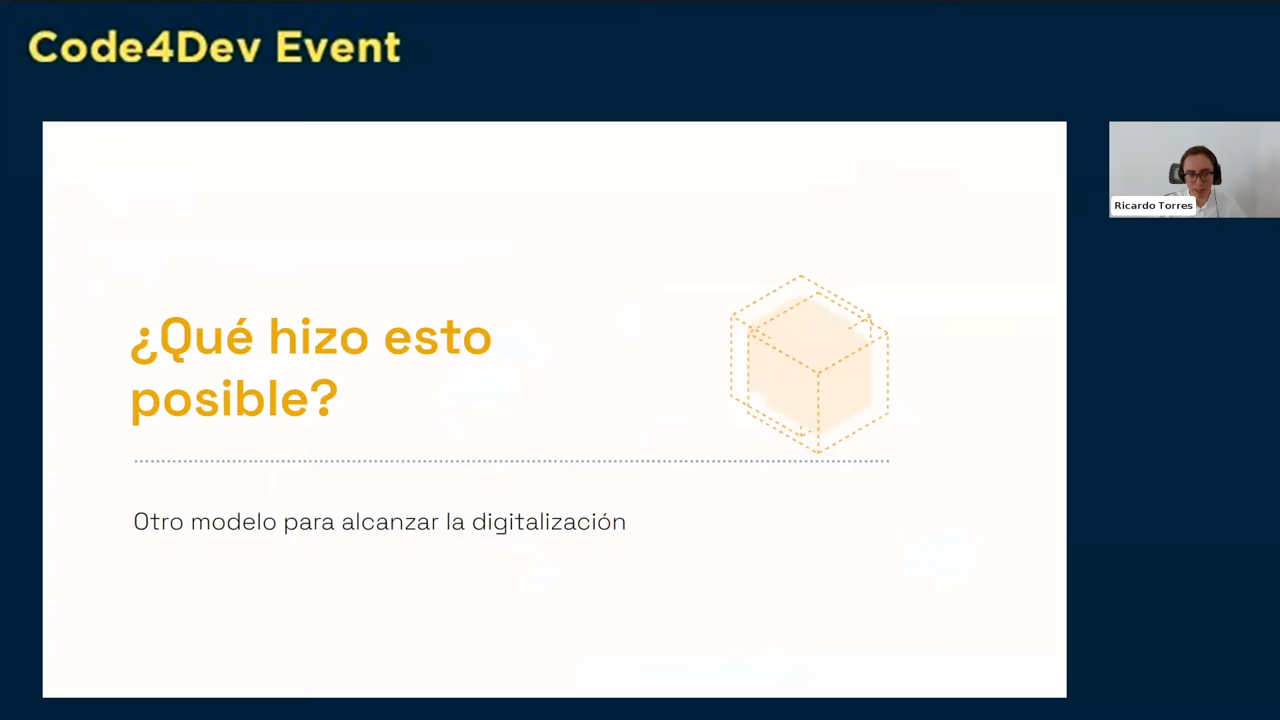 Code4Dev Event
¿Qué hizo esto
posible?
Otro modelo para alcanzar la digitalización
Ricardo Torres